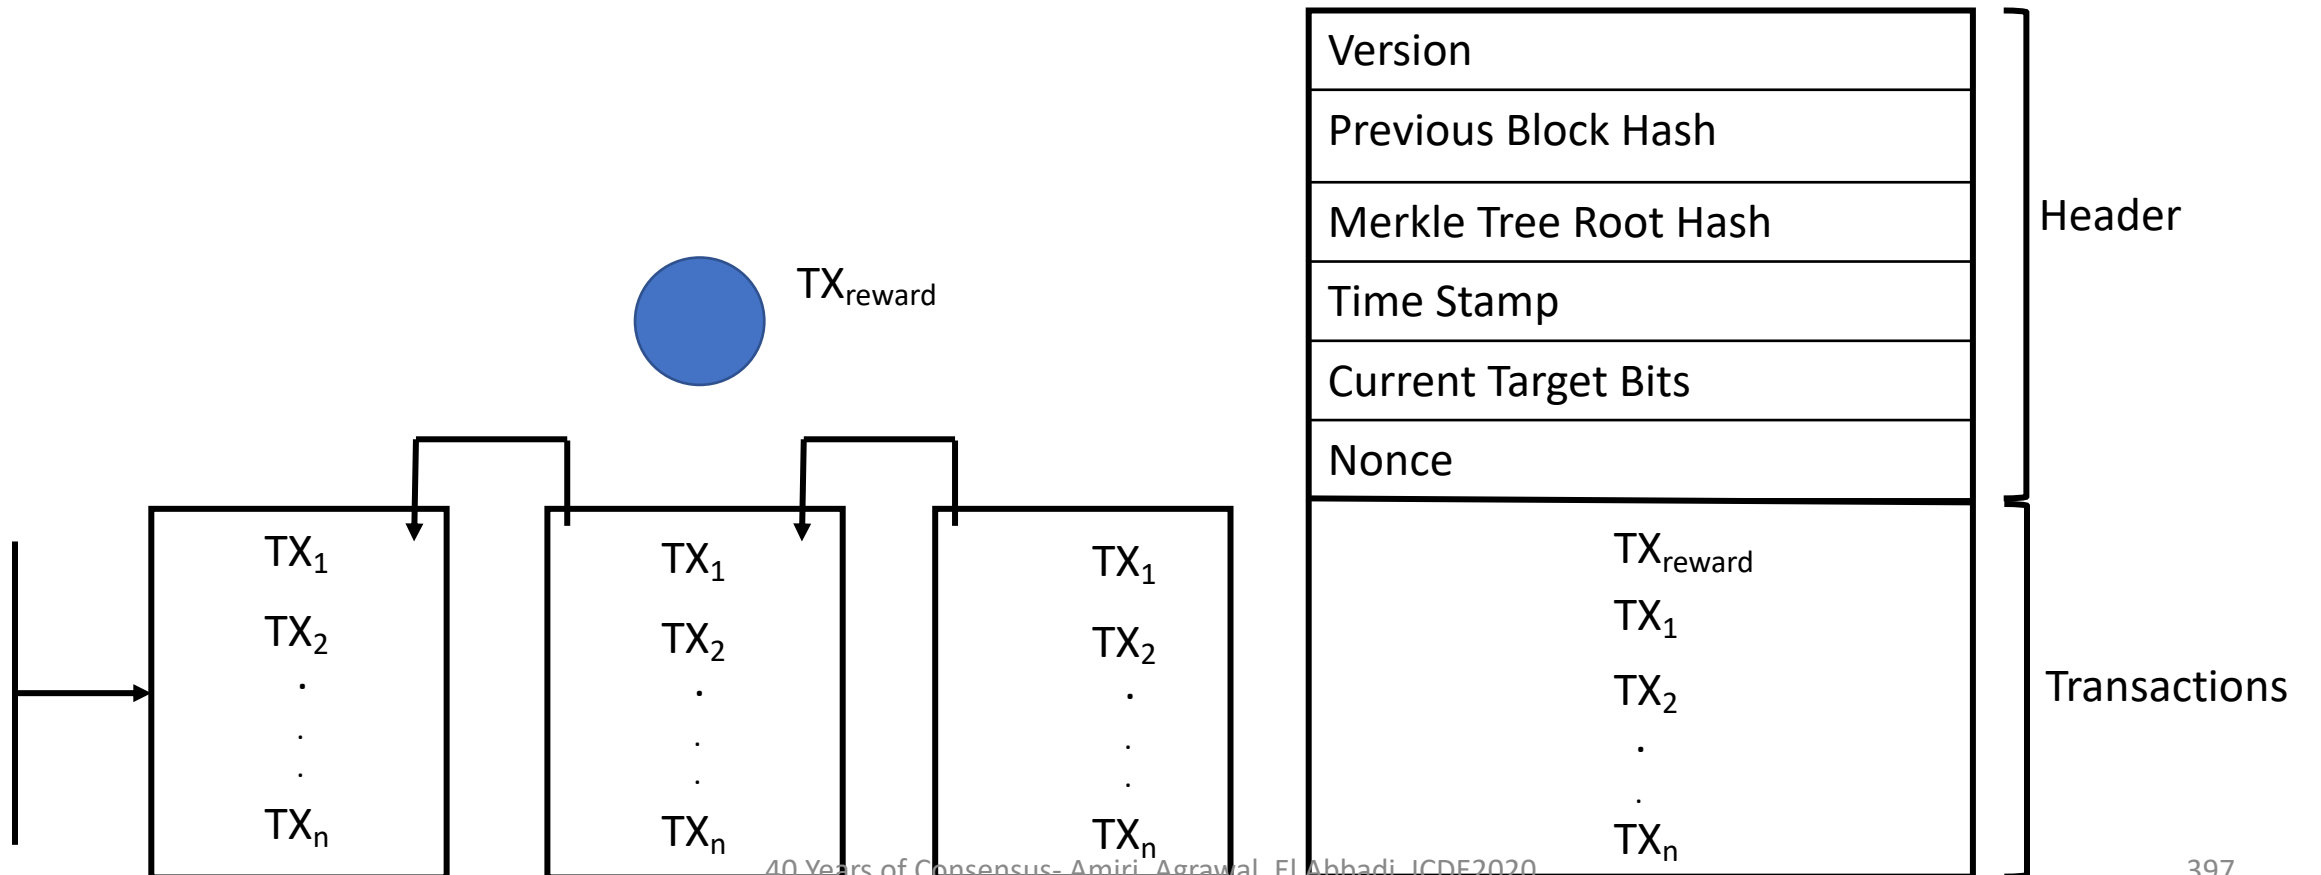 TX₁
TX₂
.
.
.
TXₙ
TX₁
TX₂
.
.
.
TXₙ
TX₁
TX₂
.
.
.
TXₙ
TXreward
Version
Previous Block Hash
Merkle Tree Root Hash
Time Stamp
Current Target Bits
Nonce
Header
TXreward
TX₁
TX₂
.
.
TXₙ
Transactions
40 Years of Consensus- Amiri, Agrawal, El Abbadi, ICDE2020
397